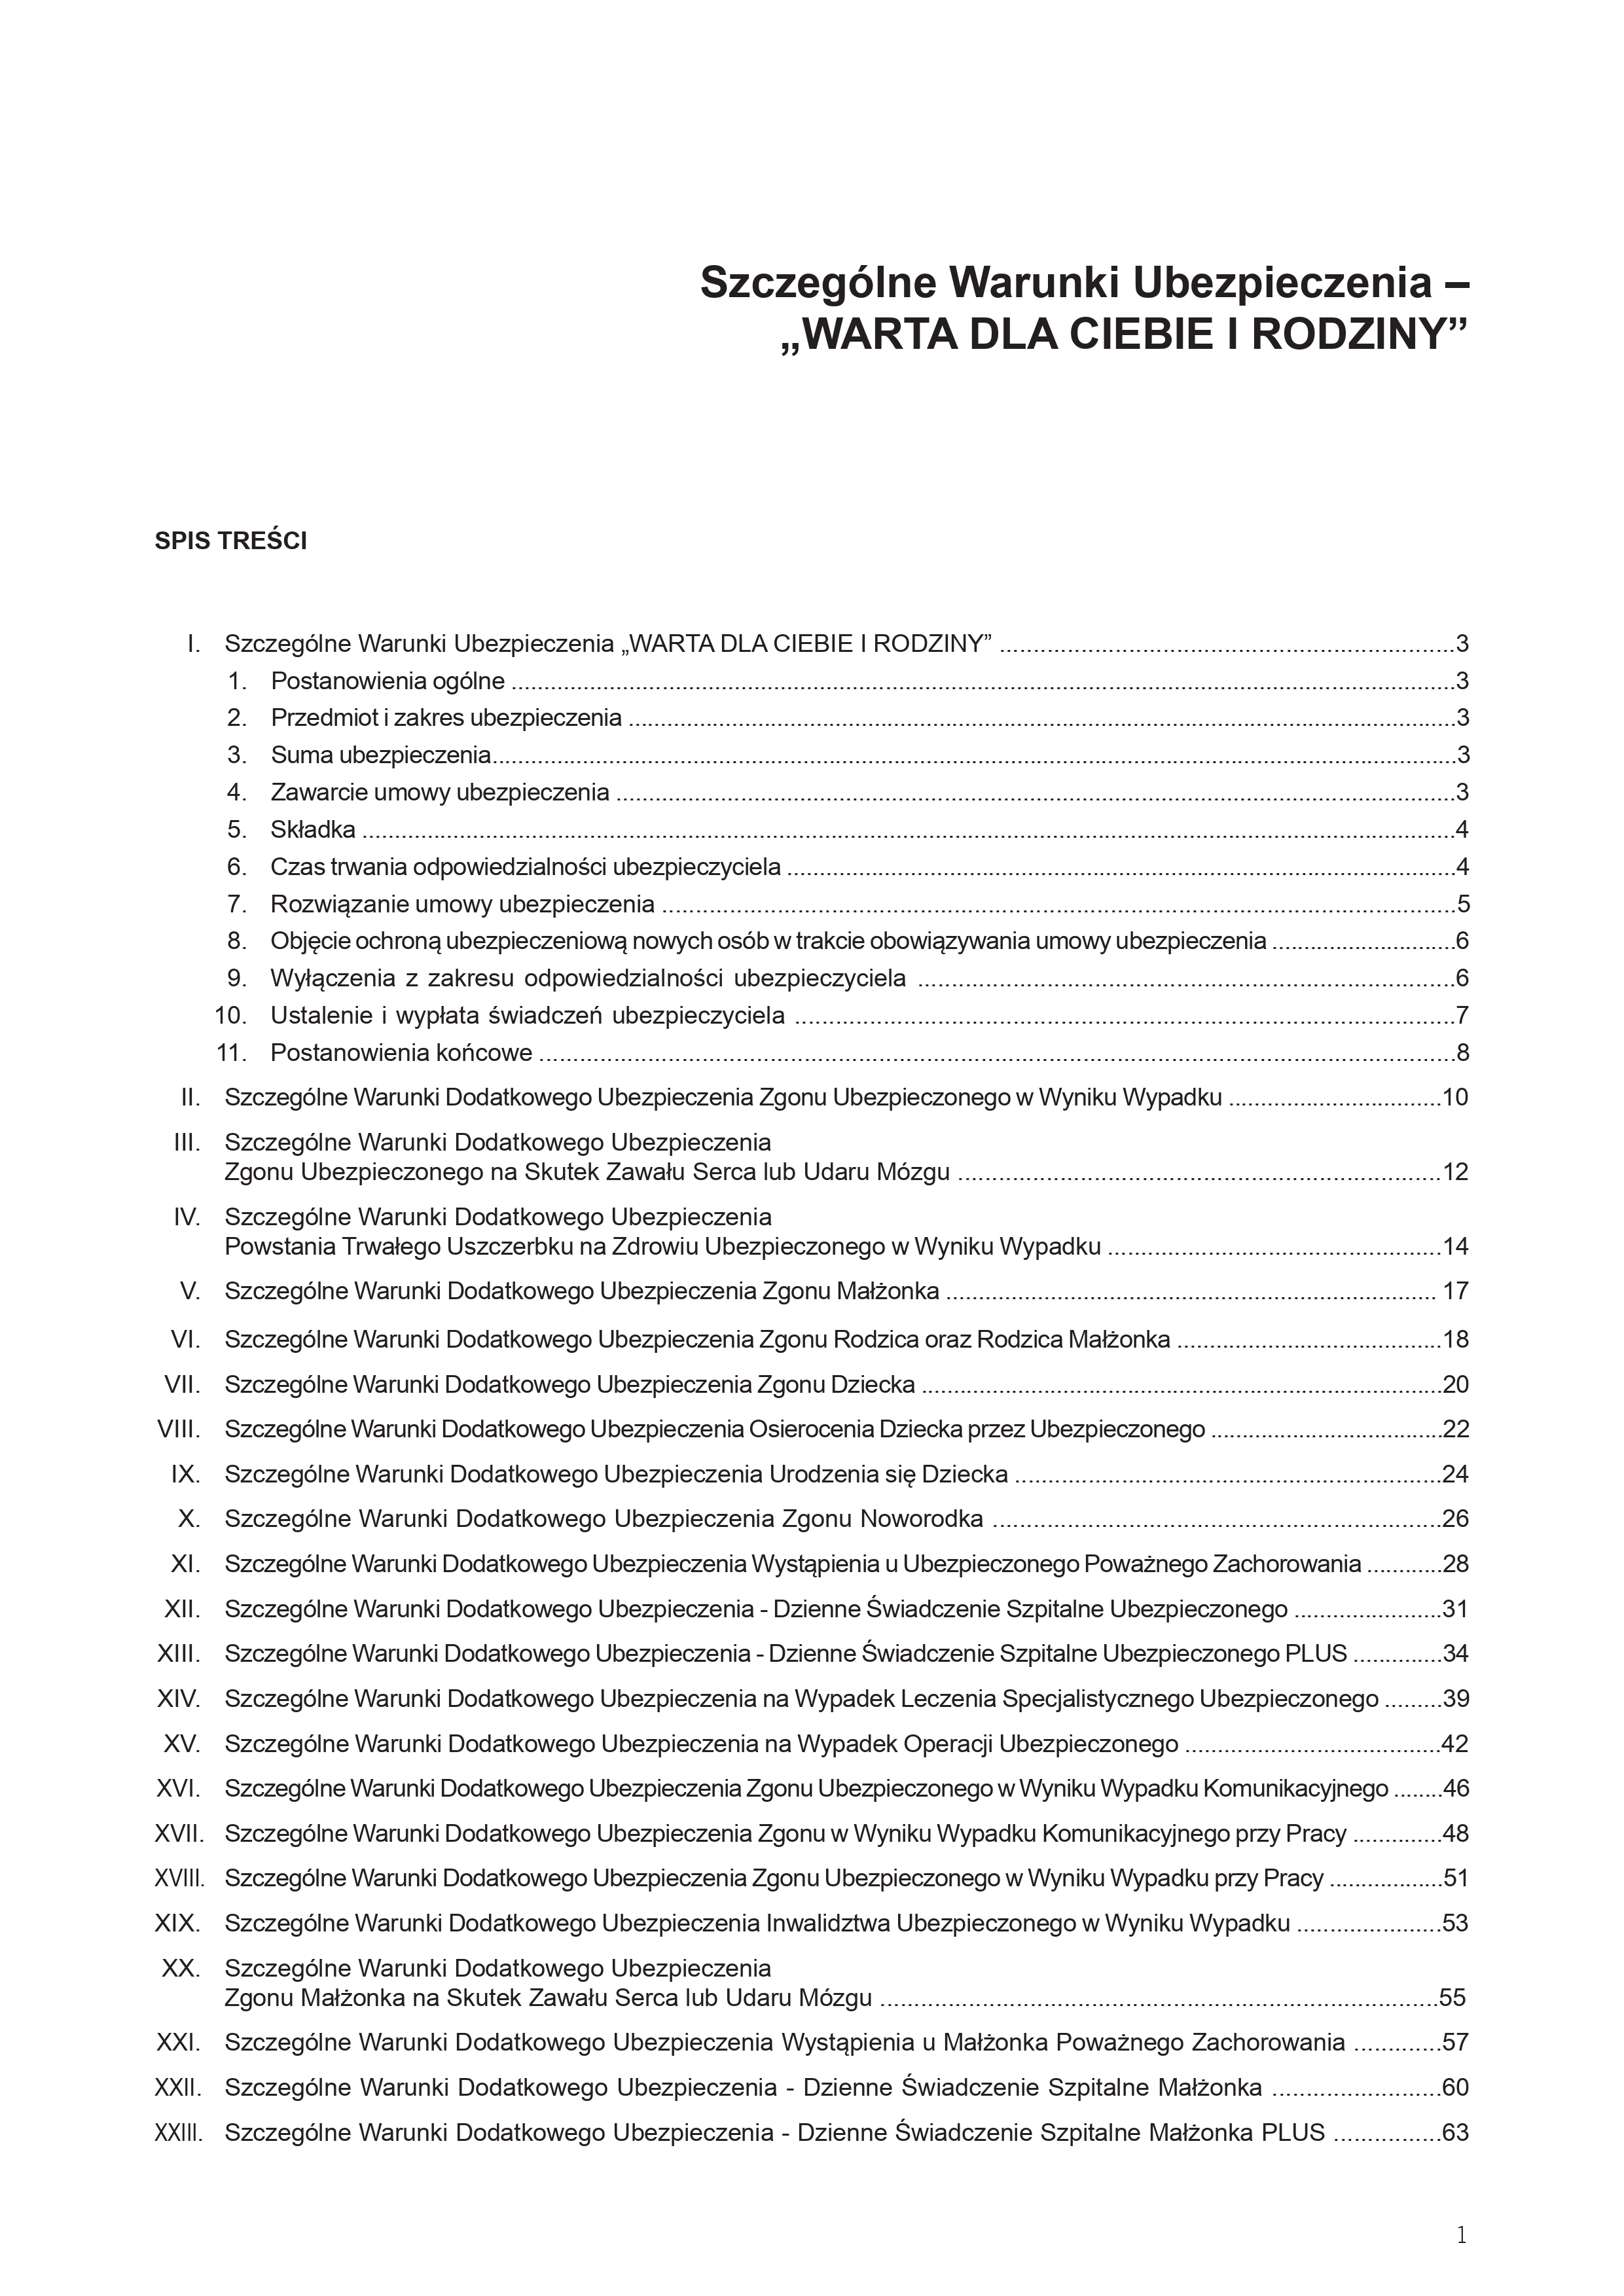 Szczególne Warunki Ubezpieczenia –
„WARTA DLA CIEBIE I RODZINY”
SPIS TREŚCI
I. Szczególne Warunki Ubezpieczenia „WARTA DLA CIEBIE I RODZINY” ........................................3
1. Postanowienia ogólne ........................................3
2. Przedmiot i zakres ubezpieczenia ........................................3
3. Suma ubezpieczenia........................................3
4. Zawarcie umowy ubezpieczenia ........................................3
5. Składka ........................................4
6. Czas trwania odpowiedzialności ubezpieczyciela ........................................4
7. Rozwiązanie umowy ubezpieczenia ........................................5
8. Objęcie ochroną ubezpieczeniową nowych osób w trakcie obowiązywania umowy ubezpieczenia ............................6
9. Wyłączenia z zakresu odpowiedzialności ubezpieczyciela ........................................6
10. Ustalenie i wypłata świadczeń ubezpieczyciela ........................................7
11. Postanowienia końcowe ........................................8
II. Szczególne Warunki Dodatkowego Ubezpieczenia Zgonu Ubezpieczonego w Wyniku Wypadku ................................10
III. Szczególne Warunki Dodatkowego Ubezpieczenia
Zgonu Ubezpieczonego na Skutek Zawału Serca lub Udaru Mózgu ........................................12
IV. Szczególne Warunki Dodatkowego Ubezpieczenia
Powstania Trwałego Uszczerbku na Zdrowiu Ubezpieczonego w Wyniku Wypadku ........................................14
V. Szczególne Warunki Dodatkowego Ubezpieczenia Zgonu Małżonka ........................................ 17
VI. Szczególne Warunki Dodatkowego Ubezpieczenia Zgonu Rodzica oraz Rodzica Małżonka ........................................18
VII. Szczególne Warunki Dodatkowego Ubezpieczenia Zgonu Dziecka ........................................20
VIII. Szczególne Warunki Dodatkowego Ubezpieczenia Osierocenia Dziecka przez Ubezpieczonego ....................................22
IX. Szczególne Warunki Dodatkowego Ubezpieczenia Urodzenia się Dziecka ........................................24
X. Szczególne Warunki Dodatkowego Ubezpieczenia Zgonu Noworodka ........................................26
XI. Szczególne Warunki Dodatkowego Ubezpieczenia Wystąpienia u Ubezpieczonego Poważnego Zachorowania ............28
XII. Szczególne Warunki Dodatkowego Ubezpieczenia - Dzienne Świadczenie Szpitalne Ubezpieczonego ......................31
XIII. Szczególne Warunki Dodatkowego Ubezpieczenia - Dzienne Świadczenie Szpitalne Ubezpieczonego PLUS ..............34
XIV. Szczególne Warunki Dodatkowego Ubezpieczenia na Wypadek Leczenia Specjalistycznego Ubezpieczonego .........39
XV. Szczególne Warunki Dodatkowego Ubezpieczenia na Wypadek Operacji Ubezpieczonego ........................................42
XVI. Szczególne Warunki Dodatkowego Ubezpieczenia Zgonu Ubezpieczonego w Wyniku Wypadku Komunikacyjnego ........46
XVII. Szczególne Warunki Dodatkowego Ubezpieczenia Zgonu w Wyniku Wypadku Komunikacyjnego przy Pracy ..............48
XVIII. Szczególne Warunki Dodatkowego Ubezpieczenia Zgonu Ubezpieczonego w Wyniku Wypadku przy Pracy ..................51
XIX. Szczególne Warunki Dodatkowego Ubezpieczenia Inwalidztwa Ubezpieczonego w Wyniku Wypadku ......................53
XX. Szczególne Warunki Dodatkowego Ubezpieczenia
Zgonu Małżonka na Skutek Zawału Serca lub Udaru Mózgu ........................................55
XXI. Szczególne Warunki Dodatkowego Ubezpieczenia Wystąpienia u Małżonka Poważnego Zachorowania .............57
XXII. Szczególne Warunki Dodatkowego Ubezpieczenia - Dzienne Świadczenie Szpitalne Małżonka .........................60
XXIII. Szczególne Warunki Dodatkowego Ubezpieczenia - Dzienne Świadczenie Szpitalne Małżonka PLUS ................63
1